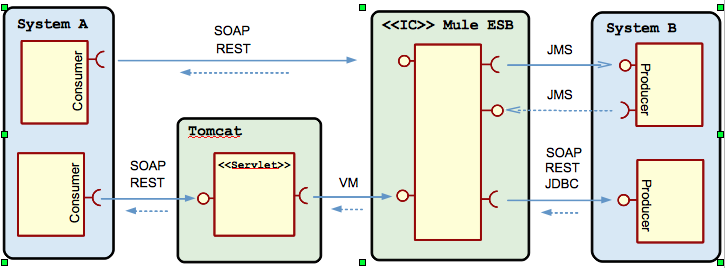 System A
Consumer
SOAP
REST
<<IC>> Mule ESB
JMS
JMS
System B
Producer
Consumer
SOAP
REST
Tomcat
<<Servlet>>
VM
SOAP
REST
JDBC
Producer